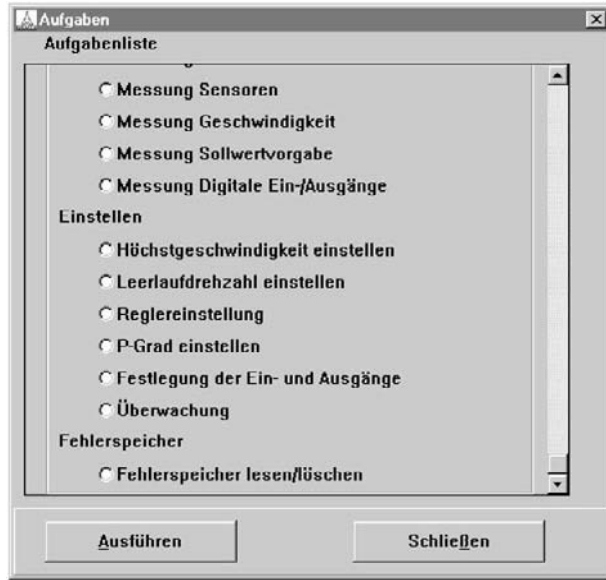 Aufgaben
Aufgabenliste
Messung Sensoren
Messung Geschwindigkeit
Messung Sollwertvorgabe
Messung Digitale Ein-/Ausgänge
Einstellen
Höchstgeschwindigkeit einstellen
Leerlaufdrehzahl einstellen
Reglereinstellung
P-Grad einstellen
Festlegung der Ein- und Ausgänge
Überwachung
Fehlerspeicher
Fehlerspeicher lesen/löschen
Ausführen
Schließen